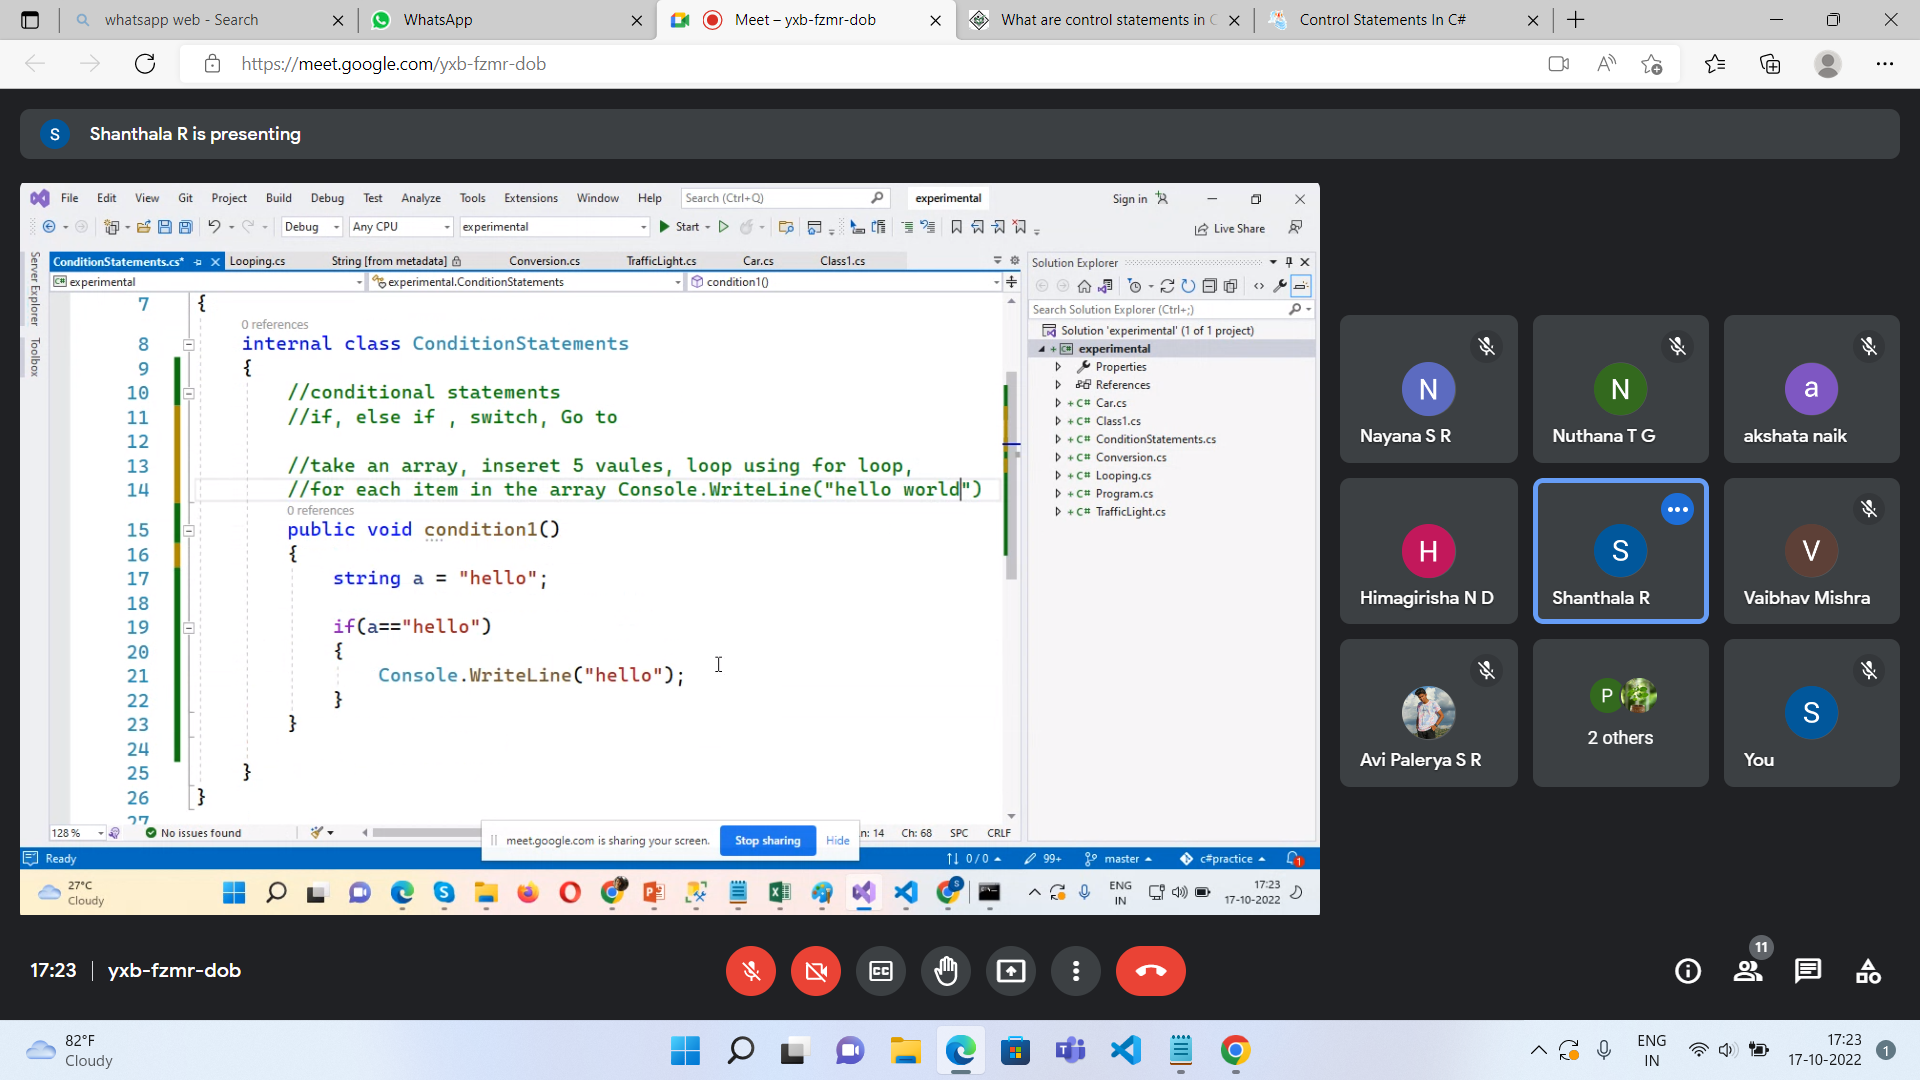 whatsapp web - Search
WhatsApp
Meet – yxb-fzmr-dob
What are control statements in C
Control Statements In C#
https://meet.google.com/yxb-fzmr-dob
S
Shanthala R is presenting
File Edit View Git Project Build Debug Test Analyze Tools Extensions Window Help Search (Ctrl+Q) experimental Sign in
Debug Any CPU experimental Start Live Share
Server Explorer
Toolbox
ConditionStatements.cs* Looping.cs String [from metadata] Conversion.cs TrafficLight.cs Car.cs Class1.cs
experimental experimental.ConditionStatements condition1()
7 {
0 references
8 internal class ConditionStatements
9 {
10 //conditional statements
11 //if, else if , switch, Go to
12
13 //take an array, inseret 5 vaules, loop using for loop,
14 //for each item in the array Console.WriteLine("hello world")
0 references
15 public void condition1()
16 {
17 string a = "hello";
18
19 if(a=="hello")
20 {
21 Console.WriteLine("hello");
22 }
23 }
24
25 }
26 }
27
128 % No issues found Ln: 14 Ch: 68 SPC CRLF
meet.google.com is sharing your screen. Stop sharing Hide
Ready 0 / 0 99+ master c#practice 1
Solution Explorer
Search Solution Explorer (Ctrl+;)
Solution 'experimental' (1 of 1 project)
C# experimental
Properties
References
C# Car.cs
C# Class1.cs
C# ConditionStatements.cs
C# Conversion.cs
C# Looping.cs
C# Program.cs
C# TrafficLight.cs
27°C
Cloudy
ENG
IN
17:23
17-10-2022
N
Nayana S R
N
Nuthana T G
a
akshata naik
H
Himagirisha N D
S
Shanthala R
V
Vaibhav Mishra
Avi Palerya S R
P
2 others
S
You
17:23 yxb-fzmr-dob
CC
11
82°F
Cloudy
ENG
IN
17:23
17-10-2022
1